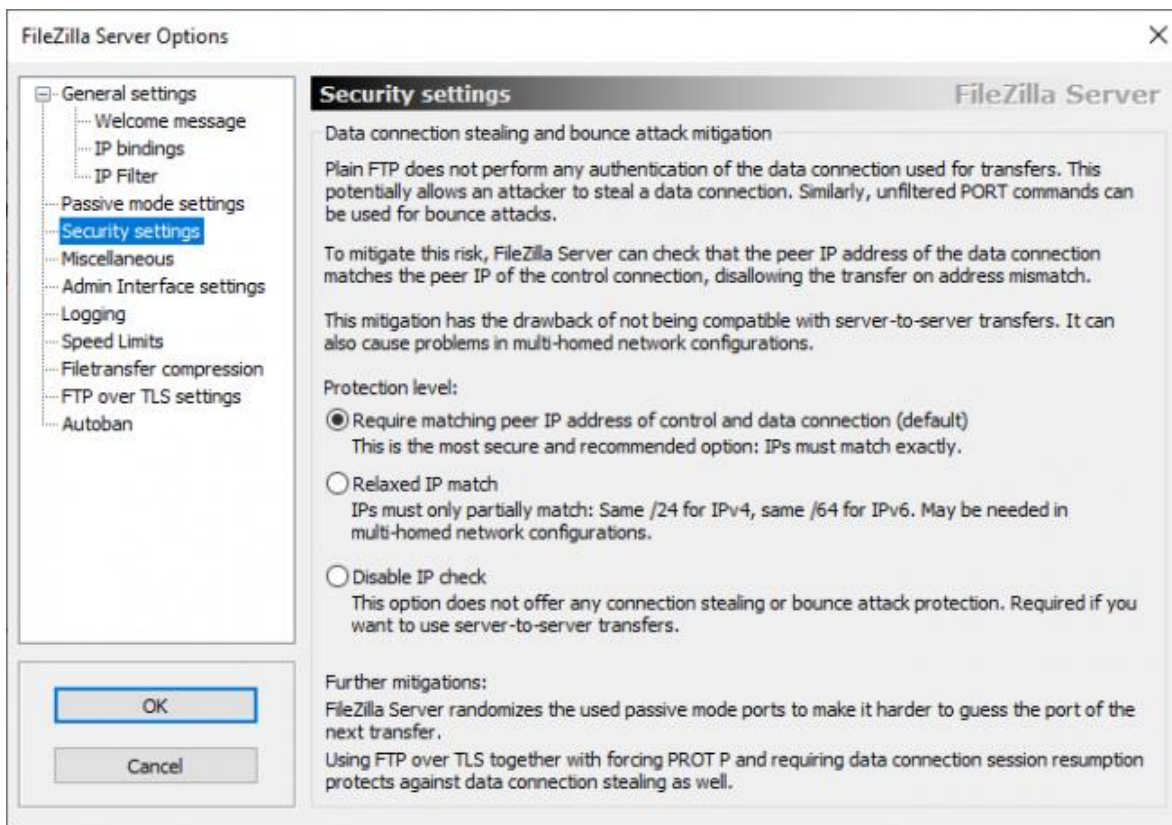 FileZilla Server Options
General settings
Welcome message
IP bindings
IP Filter
Passive mode settings
Security settings
Miscellaneous
Admin Interface settings
Logging
Speed Limits
Filetransfer compression
FTP over TLS settings
Autoban
OK
Cancel
Security settings
FileZilla Server
Data connection stealing and bounce attack mitigation
Plain FTP does not perform any authentication of the data connection used for transfers. This
potentially allows an attacker to steal a data connection. Similarly, unfiltered PORT commands can
be used for bounce attacks.
To mitigate this risk, FileZilla Server can check that the peer IP address of the data connection
matches the peer IP of the control connection, disallowing the transfer on address mismatch.
This mitigation has the drawback of not being compatible with server-to-server transfers. It can
also cause problems in multi-homed network configurations.
Protection level:
Require matching peer IP address of control and data connection (default)
This is the most secure and recommended option: IPs must match exactly.
Relaxed IP match
IPs must only partially match: Same /24 for IPv4, same /64 for IPv6. May be needed in
multi-homed network configurations.
Disable IP check
This option does not offer any connection stealing or bounce attack protection. Required if you
want to use server-to-server transfers.
Further mitigations:
FileZilla Server randomizes the used passive mode ports to make it harder to guess the port of the
next transfer.
Using FTP over TLS together with forcing PROT P and requiring data connection session resumption
protects against data connection stealing as well.